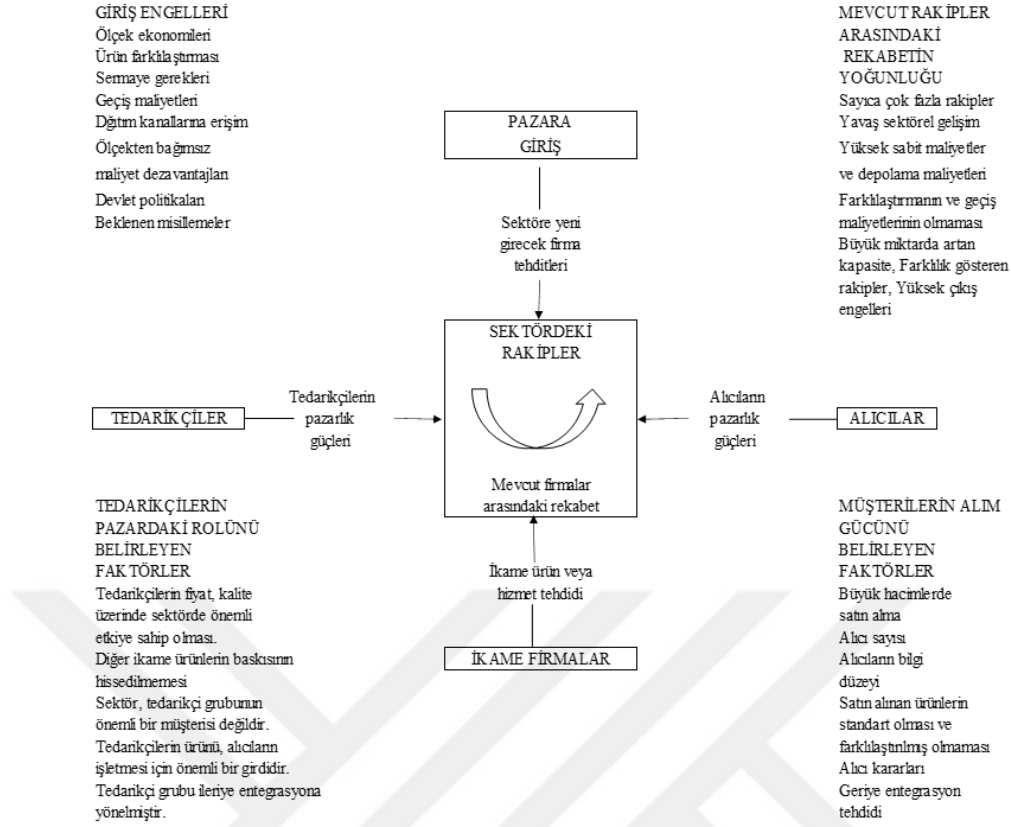 GİRİŞ ENGELLERİ
Ölçek ekonomileri
Ürün farklılaştırması
Sermaye gerekleri
Geçiş maliyetleri
Dğıtım kanallarına erişim
Ölçekten bağımsız
maliyet dezavantajları
Devlet politikaları
Beklenen misillemeler
PAZARA
GİRİŞ
Sektöre yeni
girecek firma
tehditleri
MEVCUT RAKİPLER
ARASINDAKİ
REKABETİN
YOĞUNLUĞU
Sayıca çok fazla rakipler
Yavaş sektörel gelişim
Yüksek sabit maliyetler
ve depolama maliyetleri
Farklılaştırmanın ve geçiş
maliyetlerinin olmaması
Büyük miktarda artan
kapasite, Farklılık gösteren
rakipler, Yüksek çıkış
engelleri
TEDARİKÇİLER
Tedarikçilerin
pazarlık
güçleri
SEKTÖRDEKİ
RAKİPLER
Mevcut firmalar
arasındaki rekabet
Alıcıların
pazarlık
güçleri
ALICILAR
TEDARİKÇİLERİN
PAZARDAKİ ROLÜNÜ
BELİRLEYEN
FAKTÖRLER
Tedarikçilerin fiyat, kalite
üzerinde sektörde önemli
etkiye sahip olması.
Diğer ikame ürünlerin baskısının
hissedilmemesi
Sektör, tedarikçi grubunun
önemli bir müşterisi değildir.
Tedarikçilerin ürünü, alıcıların
işletmesi için önemli bir girdidir.
Tedarikçi grubu ileriye entegrasyona
yönelmiştir.
İkame ürün veya
hizmet tehdidi
İKAME FİRMALAR
MÜŞTERİLERİN ALIM
GÜCÜNÜ
BELİRLEYEN
FAKTÖRLER
Büyük hacimlerde
satın alma
Alıcı sayısı
Alıcıların bilgi
düzeyi
Satın alınan ürünlerin
standart olması ve
farklılaştırılmış olmaması
Alıcı kararları
Geriye entegrasyon
tehdidi